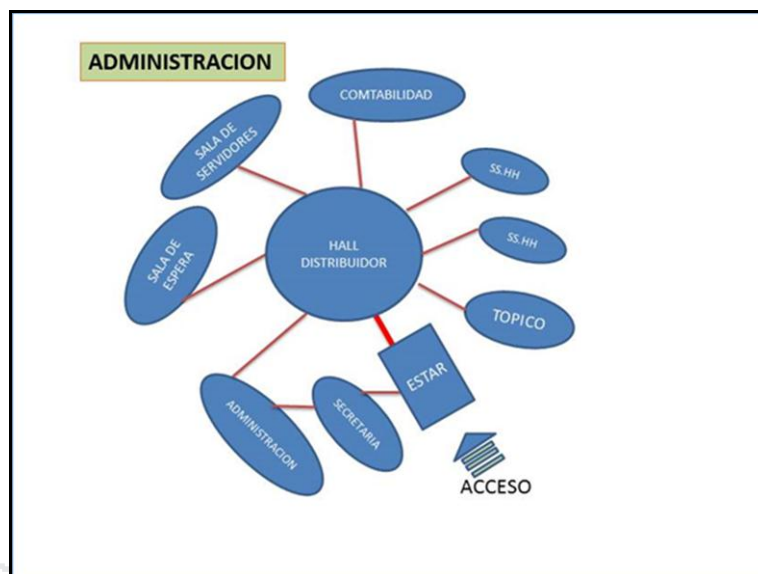 ADMINISTRACION
COMTABILIDAD
SALA DE
SERVIDORES
SS.HH
HALL
DISTRIBUIDOR
SS.HH
SALA DE
ESPERA
TOPICO
ESTAR
ADMINISTRACION
SECRETARIA
ACCESO